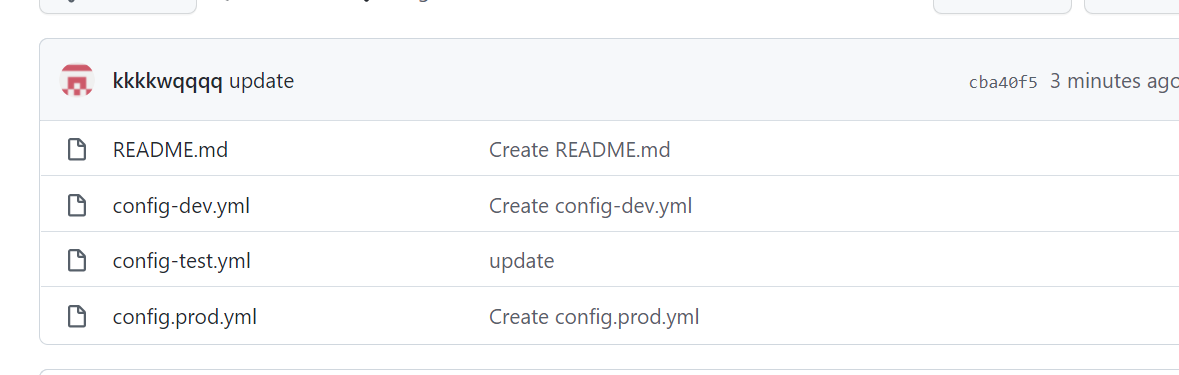 kkkkwqqqq update cba40f5 3 minutes ago
README.md Create README.md
config-dev.yml Create config-dev.yml
config-test.yml update
config.prod.yml Create config.prod.yml